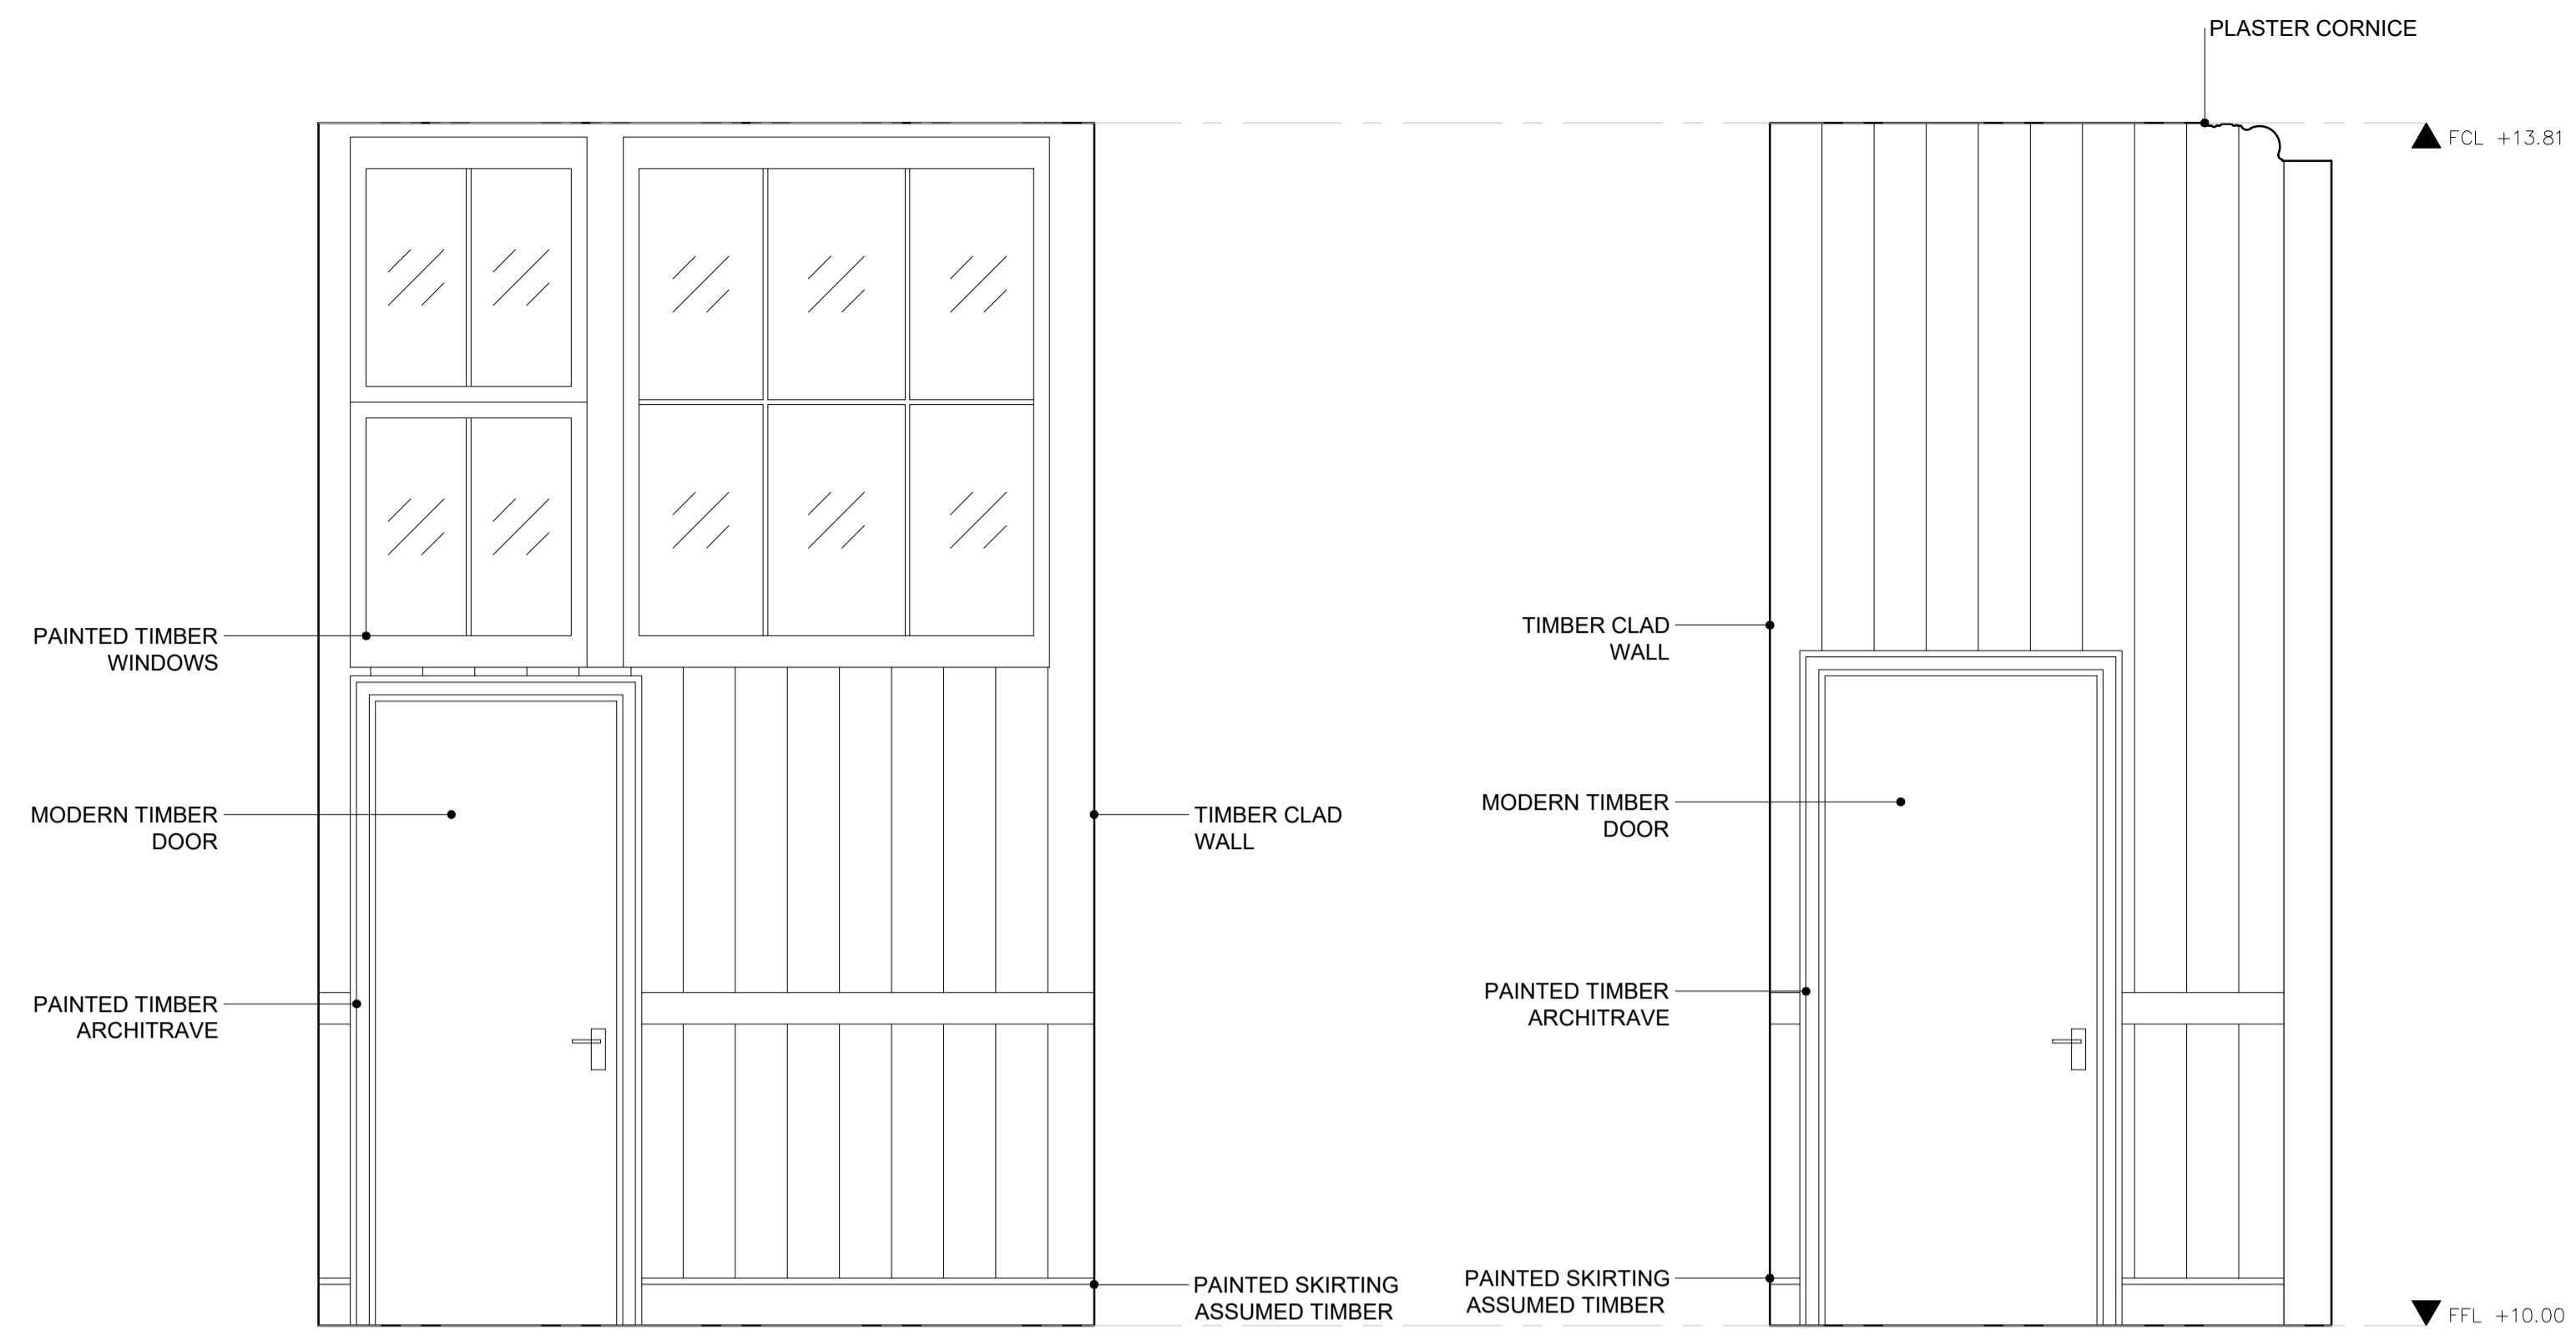 PLASTER CORNICE
FCL +13.81
PAINTED TIMBER
WINDOWS
MODERN TIMBER
DOOR
PAINTED TIMBER
ARCHITRAVE
TIMBER CLAD
WALL
PAINTED SKIRTING
ASSUMED TIMBER
TIMBER CLAD
WALL
MODERN TIMBER
DOOR
PAINTED TIMBER
ARCHITRAVE
PAINTED SKIRTING
ASSUMED TIMBER
FFL +10.00